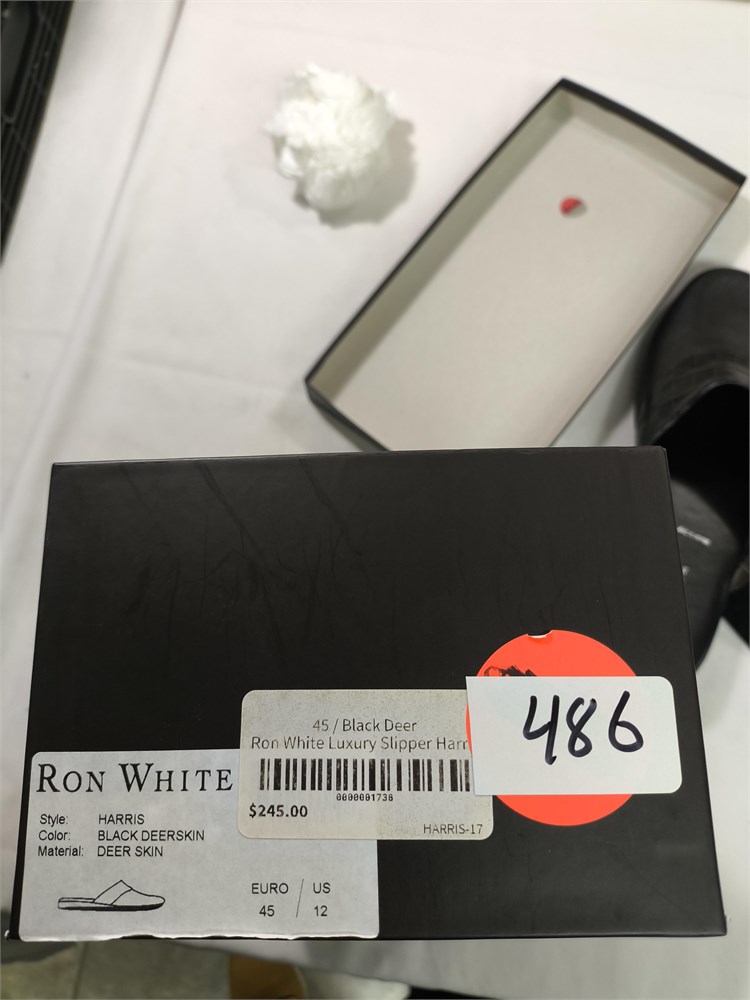 45 / Black Deer
Ron White Luxury Slipper Harr
0000001736
$245.00
HARRIS-17
486
RON WHITE
Style: HARRIS
Color: BLACK DEERSKIN
Material: DEER SKIN
EURO / US
45 / 12